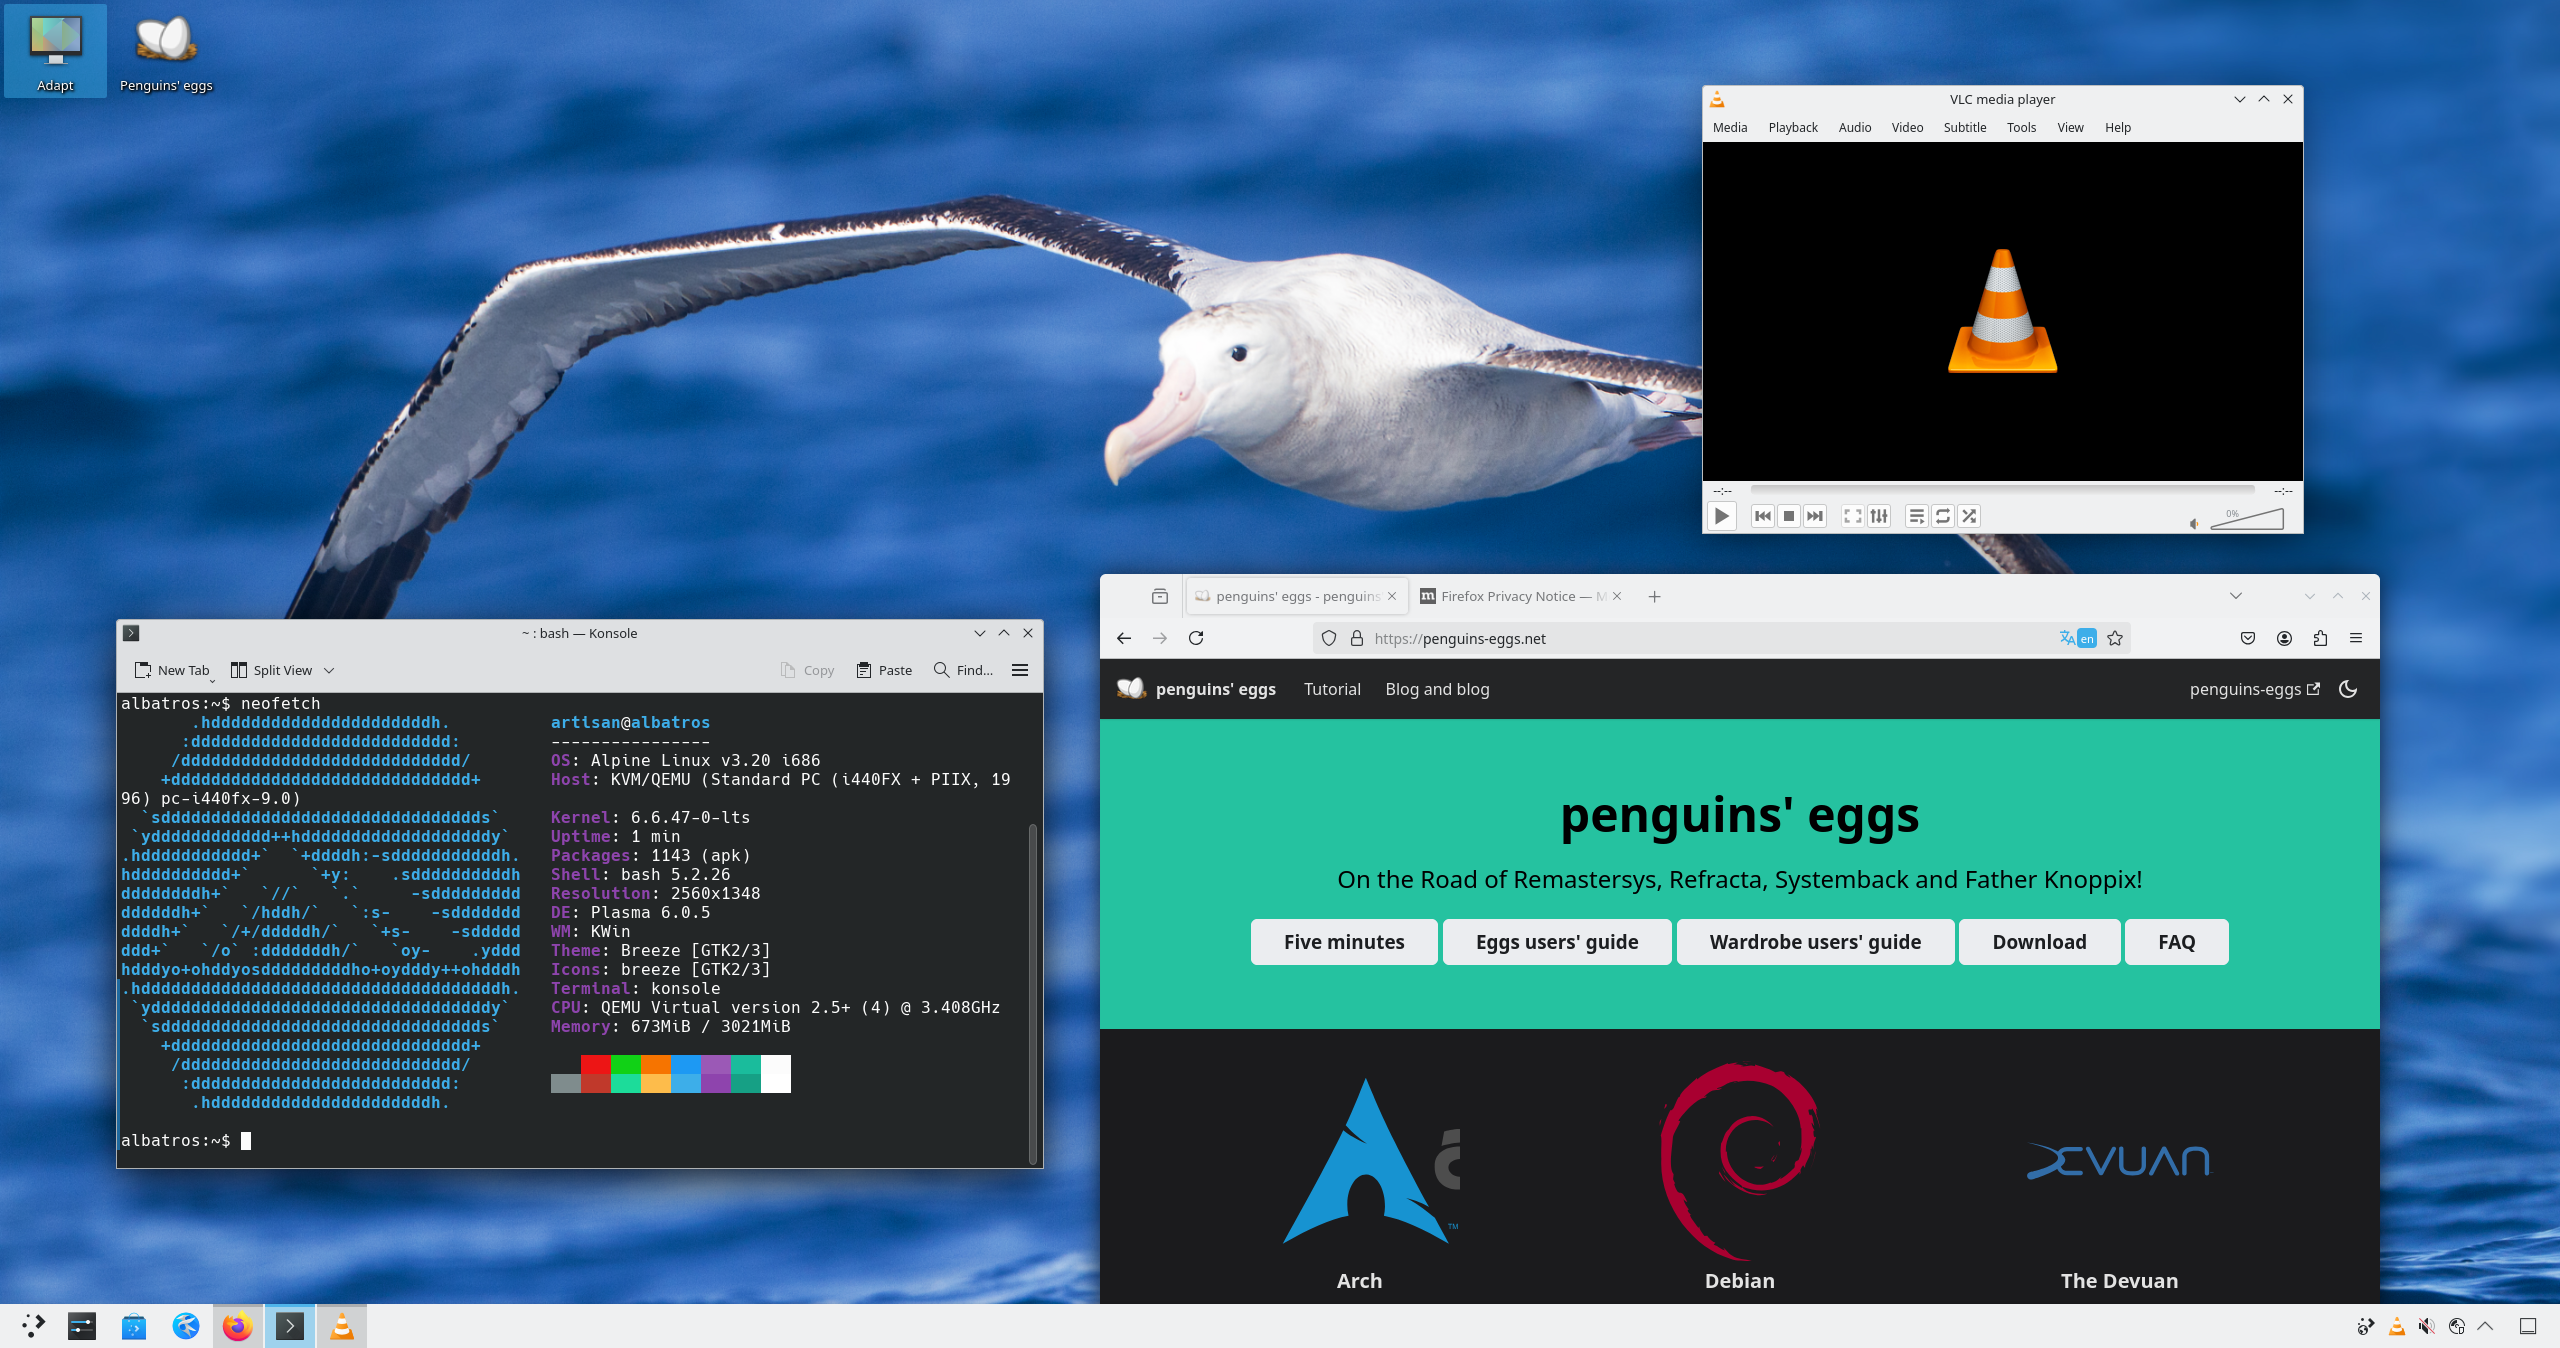 Adapt
Penguins' eggs
VLC media player
Media Playback Audio Video Subtitle Tools View Help
--:-- --:--
0%
~ : bash — Konsole
New Tab Split View Copy Paste Find...
albatros:~$ neofetch
.hddddddddddddddddddddddh. artisan@albatros
:dddddddddddddddddddddddddd: ----------------
/dddddddddddddddddddddddddddd/ OS: Alpine Linux v3.20 i686
+dddddddddddddddddddddddddddddd+ Host: KVM/QEMU (Standard PC (i440FX + PIIX, 19
96) pc-i440fx-9.0)
`sdddddddddddddddddddddddddddddddds` Kernel: 6.6.47-0-lts
`ydddddddddddd++hdddddddddddddddddddy` Uptime: 1 min
.hddddddddddd+` `+ddddh:-sdddddddddddh. Packages: 1143 (apk)
hdddddddddd+` `+y: .sddddddddddh Shell: bash 5.2.26
ddddddddh+` `//` `.` -sddddddddd Resolution: 2560x1348
ddddddh+` `/hddh/` `:s- -sddddddd DE: Plasma 6.0.5
ddddh+` `/+/dddddh/` `+s- -sddddd WM: KWin
ddd+` `/o` :dddddddh/` `oy- .yddd Theme: Breeze [GTK2/3]
hdddyo+ohddyosdddddddddho+oydddy++ohdddh Icons: breeze [GTK2/3]
.hddddddddddddddddddddddddddddddddddddh. Terminal: konsole
`yddddddddddddddddddddddddddddddddddy` CPU: QEMU Virtual version 2.5+ (4) @ 3.408GHz
`sdddddddddddddddddddddddddddddddds` Memory: 673MiB / 3021MiB
+dddddddddddddddddddddddddddddd+
/dddddddddddddddddddddddddddd/
:dddddddddddddddddddddddddd:
.hddddddddddddddddddddddh.
albatros:~$
penguins' eggs - penguins Firefox Privacy Notice — M
https://penguins-eggs.net en
penguins' eggs Tutorial Blog and blog penguins-eggs
penguins' eggs
On the Road of Remastersys, Refracta, Systemback and Father Knoppix!
Five minutes Eggs users' guide Wardrobe users' guide Download FAQ
TM
DEVUAN
Arch Debian The Devuan